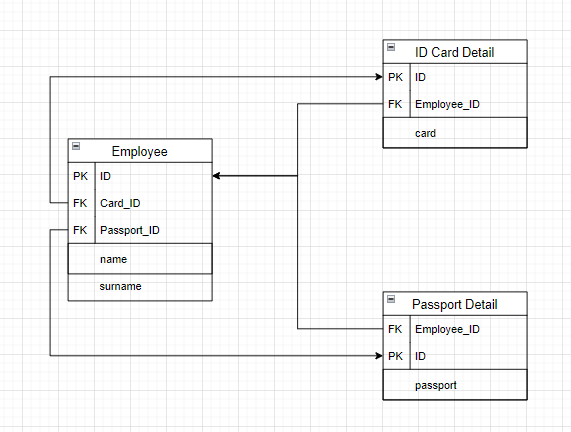 ID Card Detail
PK ID
FK Employee_ID
card
Employee
PK ID
FK Card_ID
FK Passport_ID
name
surname
Passport Detail
FK Employee_ID
PK ID
passport